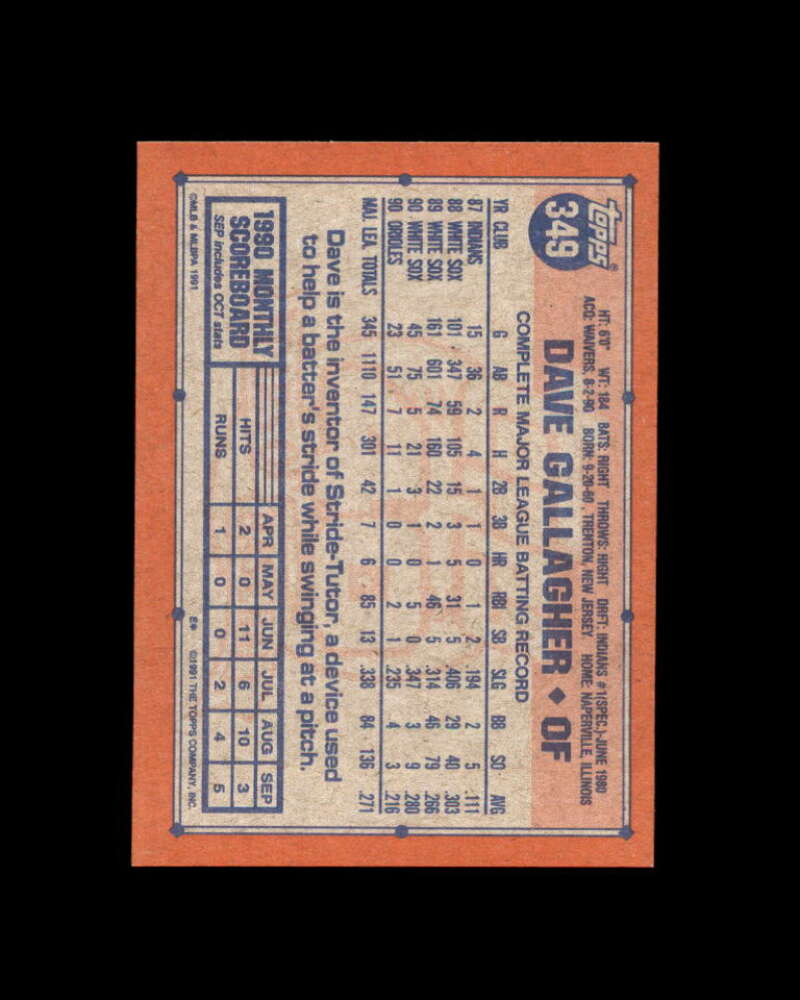 topps®
349
HT: 6'0" WT: 184 BATS: RIGHT THROWS: RIGHT DRFT: INDIANS #1(SPEC)-JUNE 1980
ACQ: WAIVERS, 8-2-90 BORN: 9-20-60, TRENTON, NEW JERSEY HOME: NAPERVILLE, ILLINOIS
DAVE GALLAGHER ♦ OF
COMPLETE MAJOR LEAGUE BATTING RECORD
YR CLUB G AB R H 2B 3B HR RBI SB SLG BB SO AVG
87 INDIANS 15 36 2 4 1 1 0 1 2 .194 2 5 .111
88 WHITE SOX 101 347 59 105 15 3 5 31 5 .406 29 40 .303
89 WHITE SOX 161 601 74 160 22 2 1 46 5 .314 46 79 .266
90 WHITE SOX 45 75 5 21 3 1 0 5 0 .347 3 9 .280
90 ORIOLES 23 51 7 11 1 0 0 2 1 .235 4 3 .216
MAJ. LEA. TOTALS 345 1110 147 301 42 7 6 85 13 .338 84 136 .271
Dave is the inventor of Stride-Tutor, a device used
to help a batter's stride while swinging at a pitch.
1990 MONTHLY
SCOREBOARD
SEP includes OCT stats
APR MAY JUN JUL AUG SEP
HITS 2 0 11 6 10 3
RUNS 1 0 0 2 4 5
©MLB & MLBPA 1991 E* ©1991 THE TOPPS COMPANY, INC.